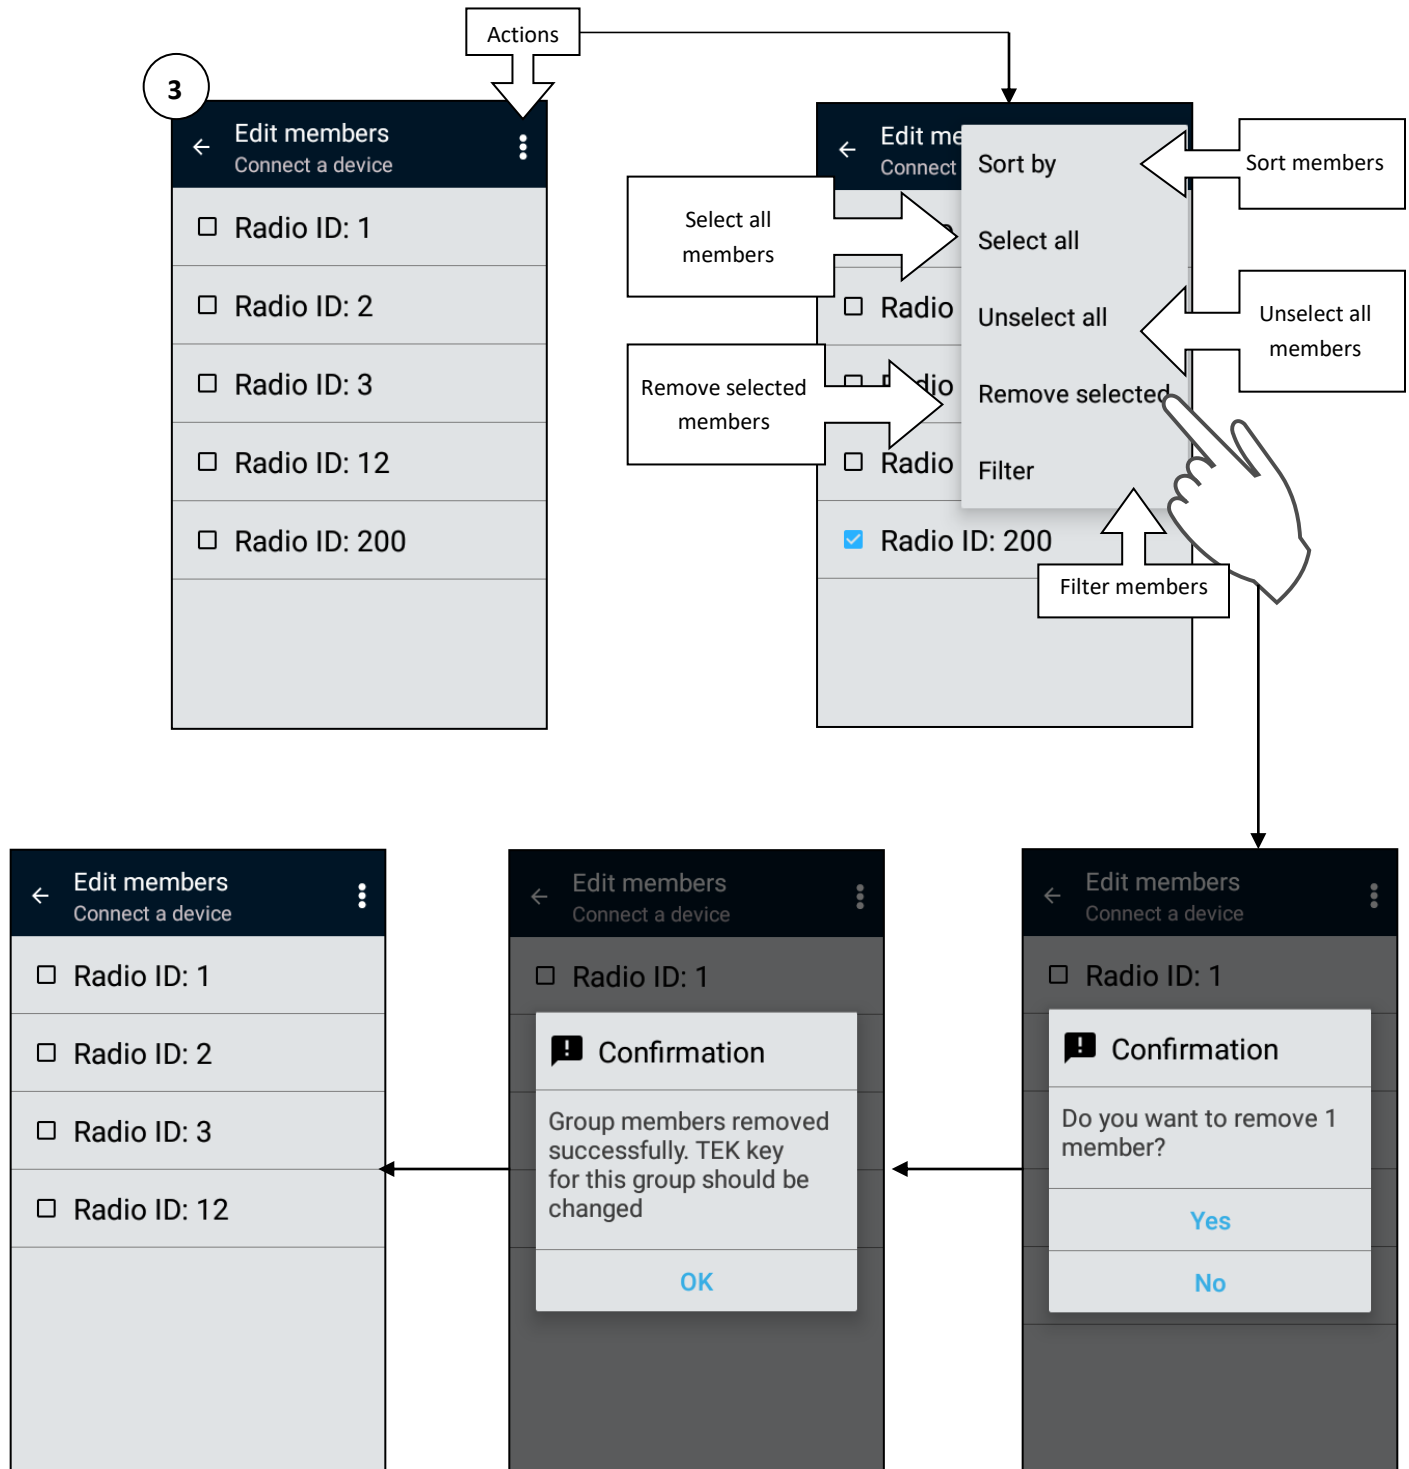 Actions
3
Edit members
Connect a device
Radio ID: 1
Radio ID: 2
Radio ID: 3
Radio ID: 12
Radio ID: 200
Edit me
Connect
Sort by
Select all
Unselect all
Remove selected
Filter
Radio
Radio
Radio ID: 200
Sort members
Select all
members
Unselect all
members
Remove selected
members
Filter members
Edit members
Connect a device
Radio ID: 1
Radio ID: 2
Radio ID: 3
Radio ID: 12
Edit members
Connect a device
Radio ID: 1
Confirmation
Group members removed
successfully. TEK key
for this group should be
changed
OK
Edit members
Connect a device
Radio ID: 1
Confirmation
Do you want to remove 1
member?
Yes
No